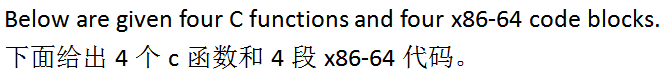 Below are given four C functions and four x86-64 code blocks.
下面给出 4 个 c 函数和 4 段 x86-64 代码。